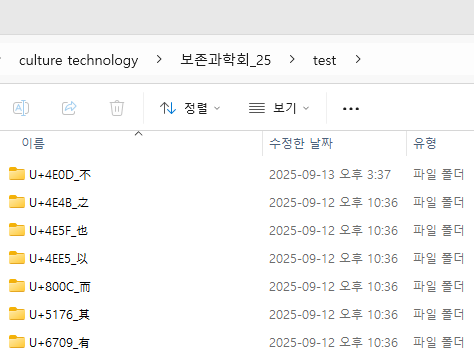 culture technology > 보존과학회_25 > test >
정렬 보기 •••
이름 수정한 날짜 유형
U+4E0D_不 2025-09-13 오후 3:37 파일 폴더
U+4E4B_之 2025-09-12 오후 10:36 파일 폴더
U+4E5F_也 2025-09-12 오후 10:36 파일 폴더
U+4EE5_以 2025-09-12 오후 10:36 파일 폴더
U+800C_而 2025-09-12 오후 10:36 파일 폴더
U+5176_其 2025-09-12 오후 10:36 파일 폴더
U+6709_有 2025-09-12 오후 10:36 파일 폴더